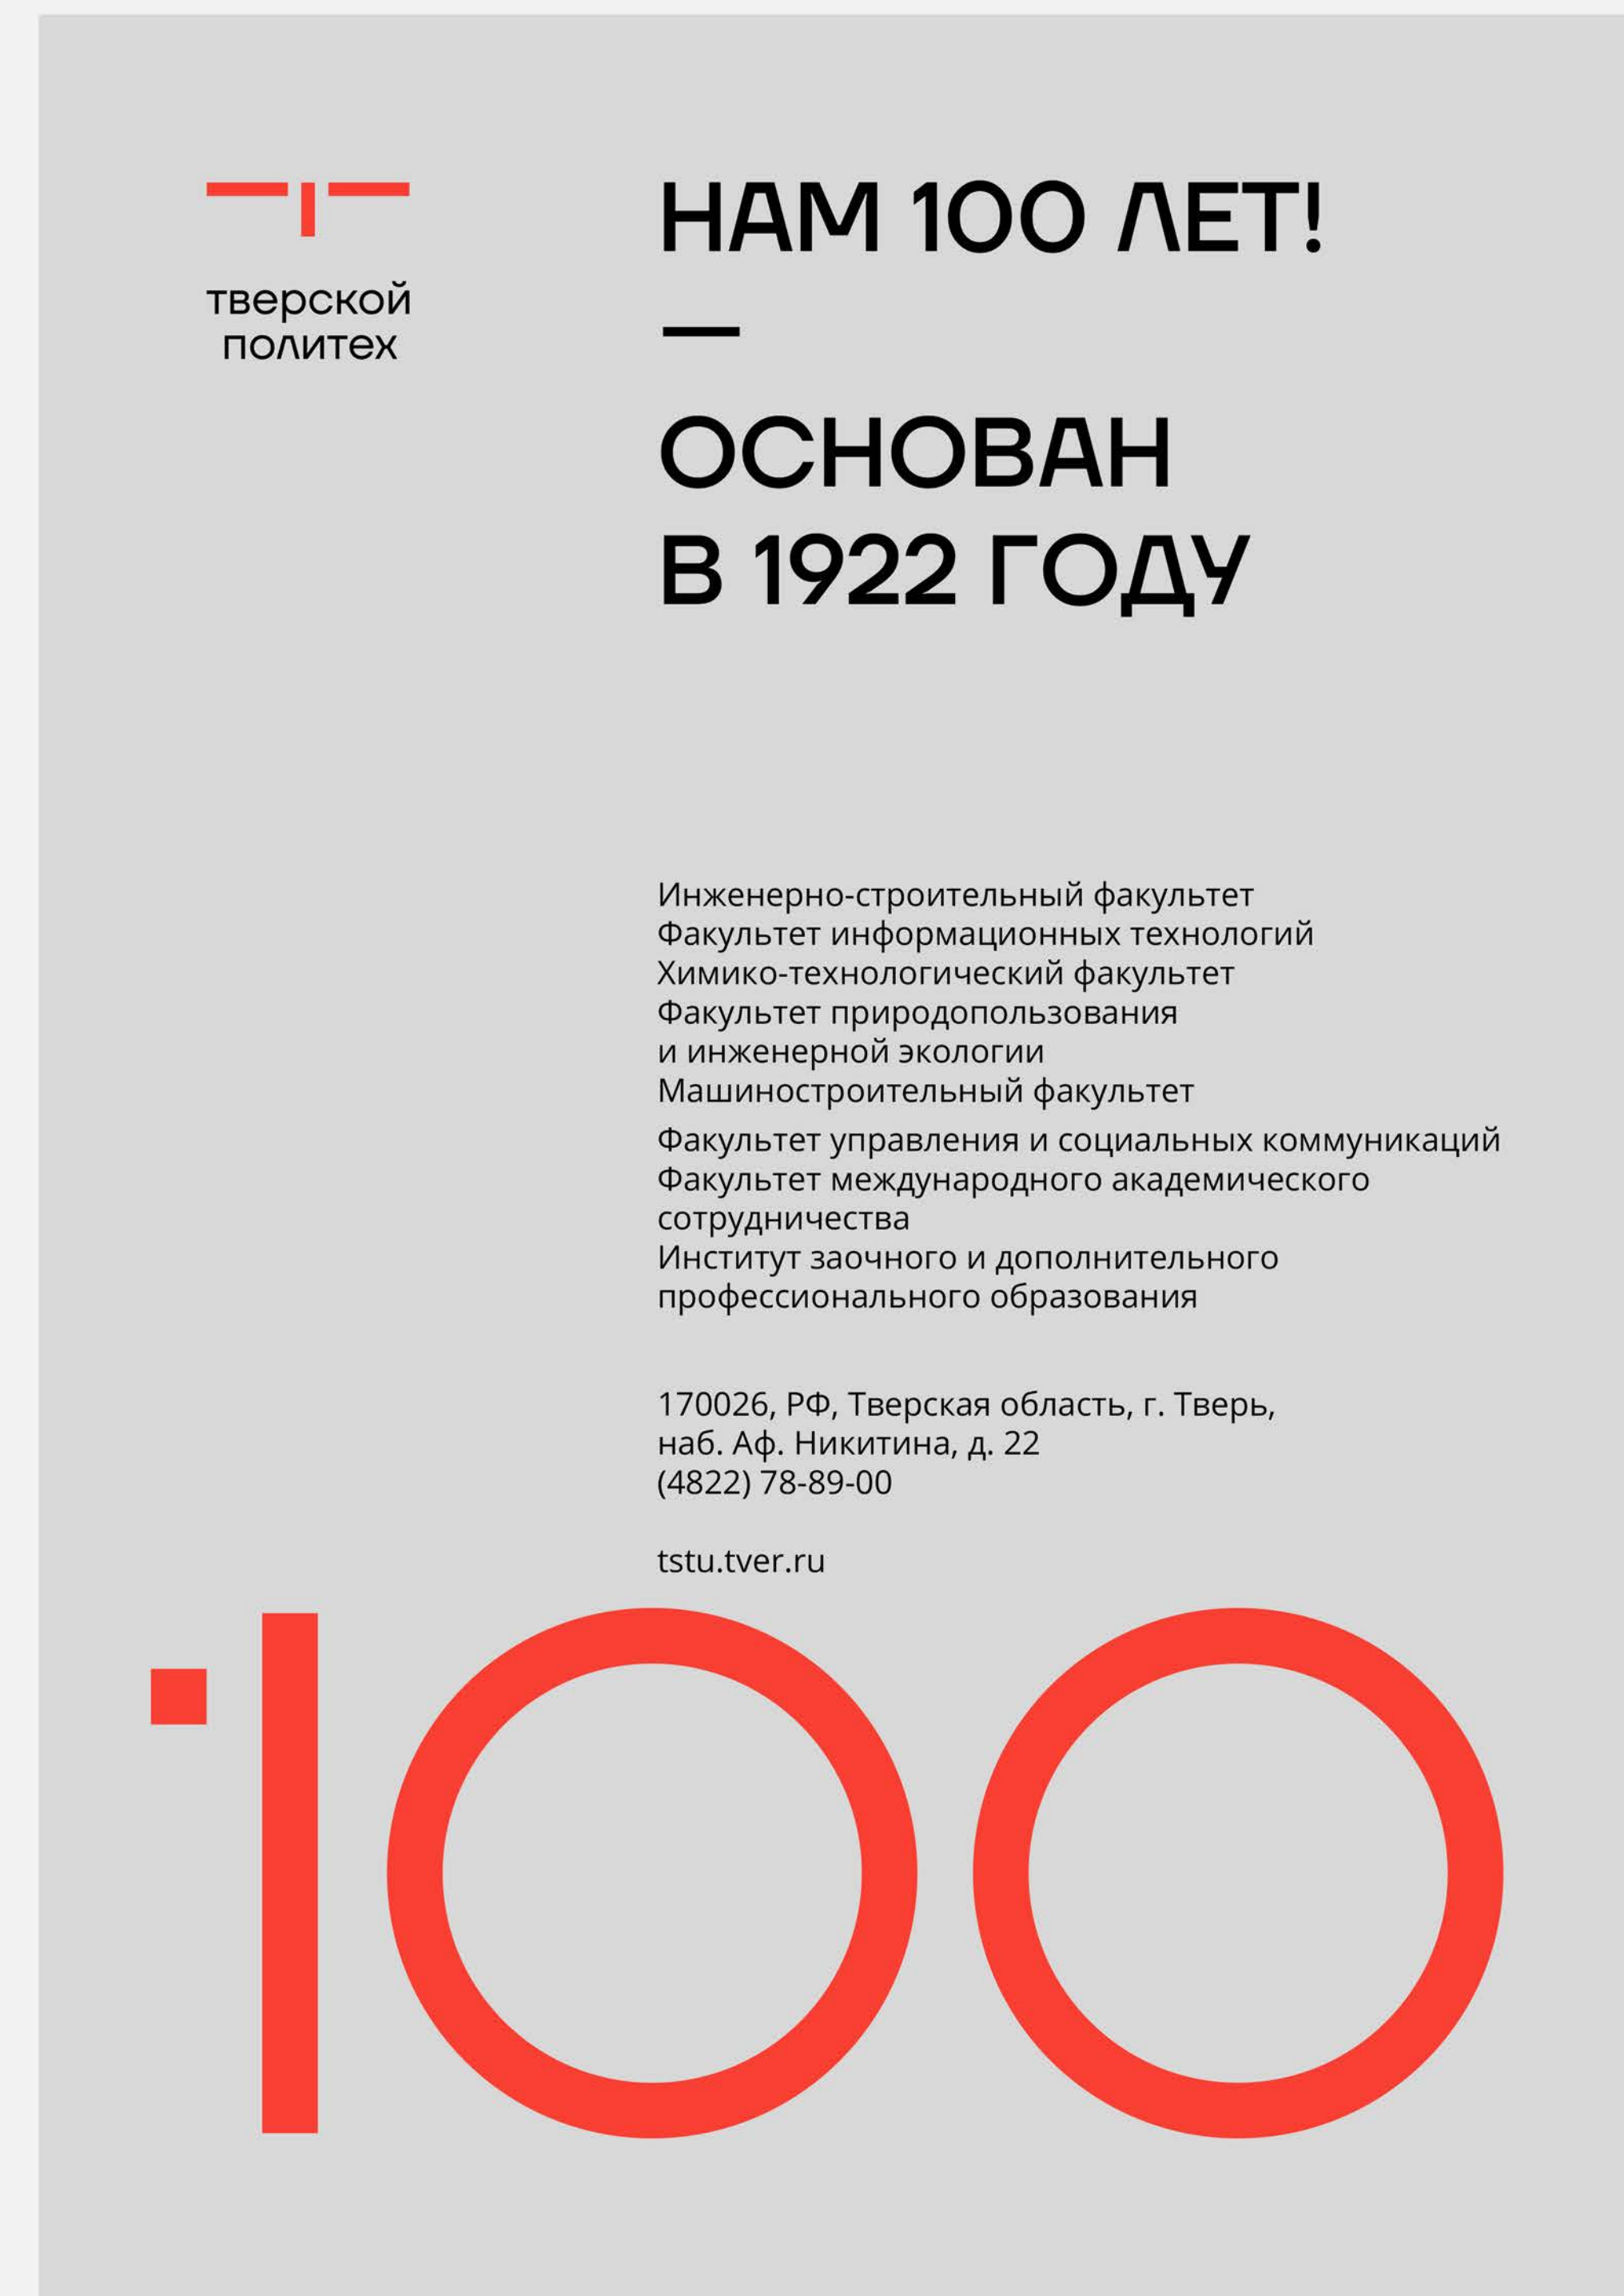 тверской
политех
НАМ 100 ЛЕТ!
—
ОСНОВАН
В 1922 ГОДУ
Инженерно-строительный факультет
Факультет информационных технологий
Химико-технологический факультет
Факультет природопользования
и инженерной экологии
Машиностроительный факультет
Факультет управления и социальных коммуникаций
Факультет международного академического
сотрудничества
Институт заочного и дополнительного
профессионального образования
170026, РФ, Тверская область, г. Тверь,
наб. Аф. Никитина, д. 22
(4822) 78-89-00
tstu.tver.ru
100